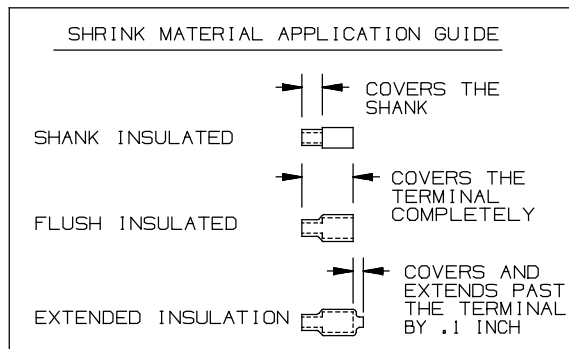 SHRINK MATERIAL APPLICATION GUIDE
COVERS THE
SHANK
SHANK INSULATED
COVERS THE
TERMINAL
COMPLETELY
FLUSH INSULATED
COVERS AND
EXTENDS PAST
THE TERMINAL
BY .1 INCH
EXTENDED INSULATION